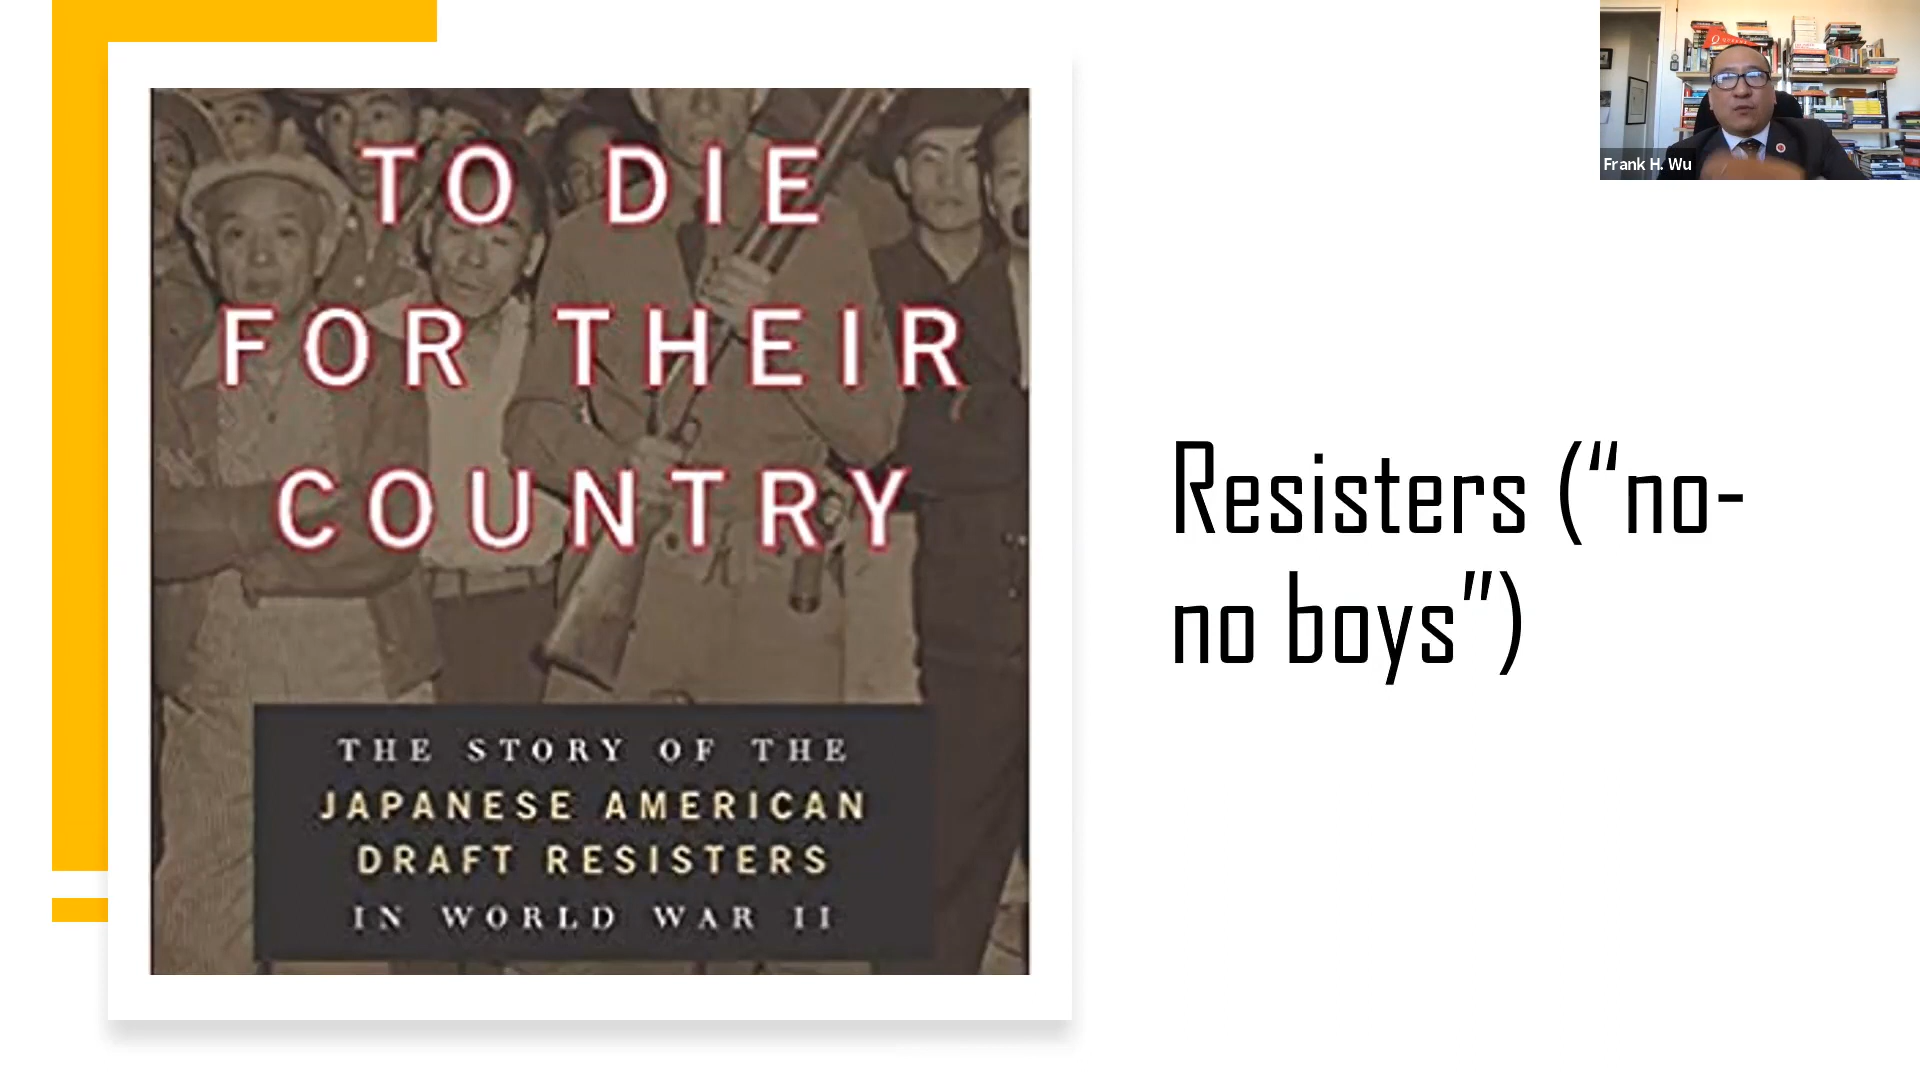 TO DIE
FOR THEIR
COUNTRY
THE STORY OF THE
JAPANESE AMERICAN
DRAFT RESISTERS
IN WORLD WAR II
Resisters (“no-
no boys”)
Frank H. Wu